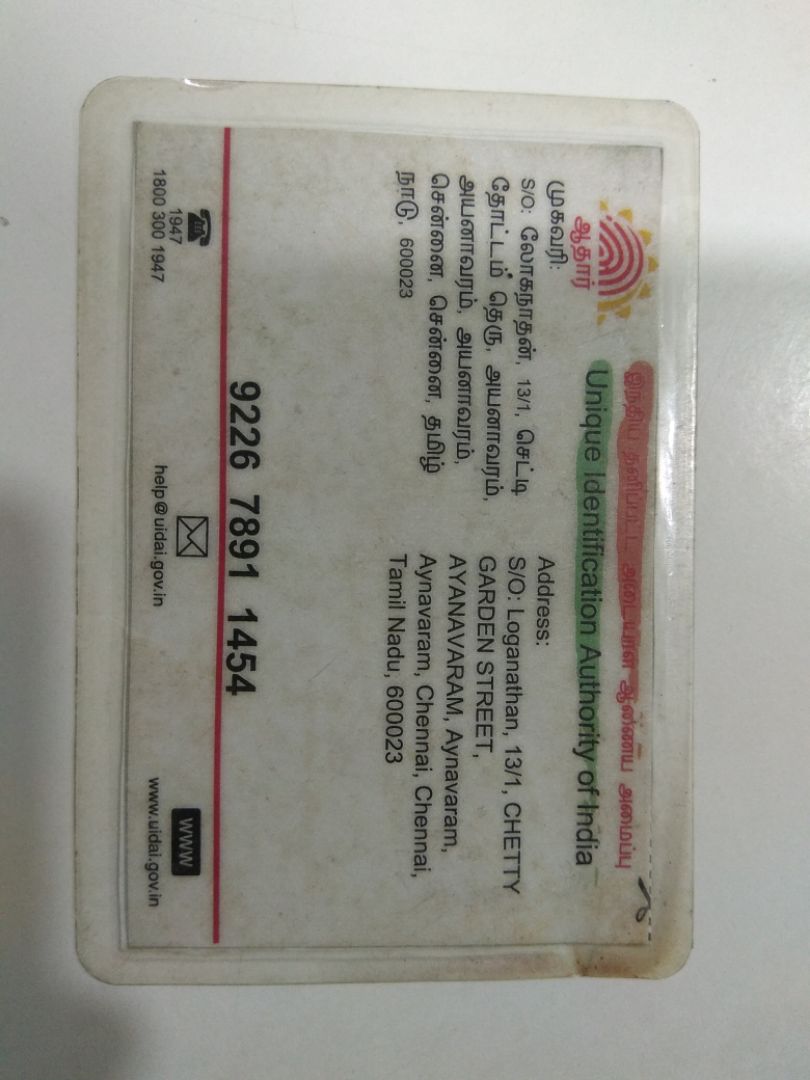 இந்திய தனிப்பட்ட அடையாள ஆணைய அமைப்பு
Unique Identification Authority of India
ஆதார்
முகவரி:
S/O: லோகநாதன், 13/1, செட்டி
தோட்டம் தெரு, அயனாவரம்,
அயனாவரம், அயனாவரம்,
சென்னை, சென்னை, தமிழ்
நாடு, 600023
Address:
S/O: Loganathan, 13/1, CHETTY
GARDEN STREET,
AYANAVARAM, Aynavaram,
Aynavaram, Chennai, Chennai,
Tamil Nadu, 600023
9226 7891 1454
1947
1800 300 1947
help@uidai.gov.in
www
www.uidai.gov.in